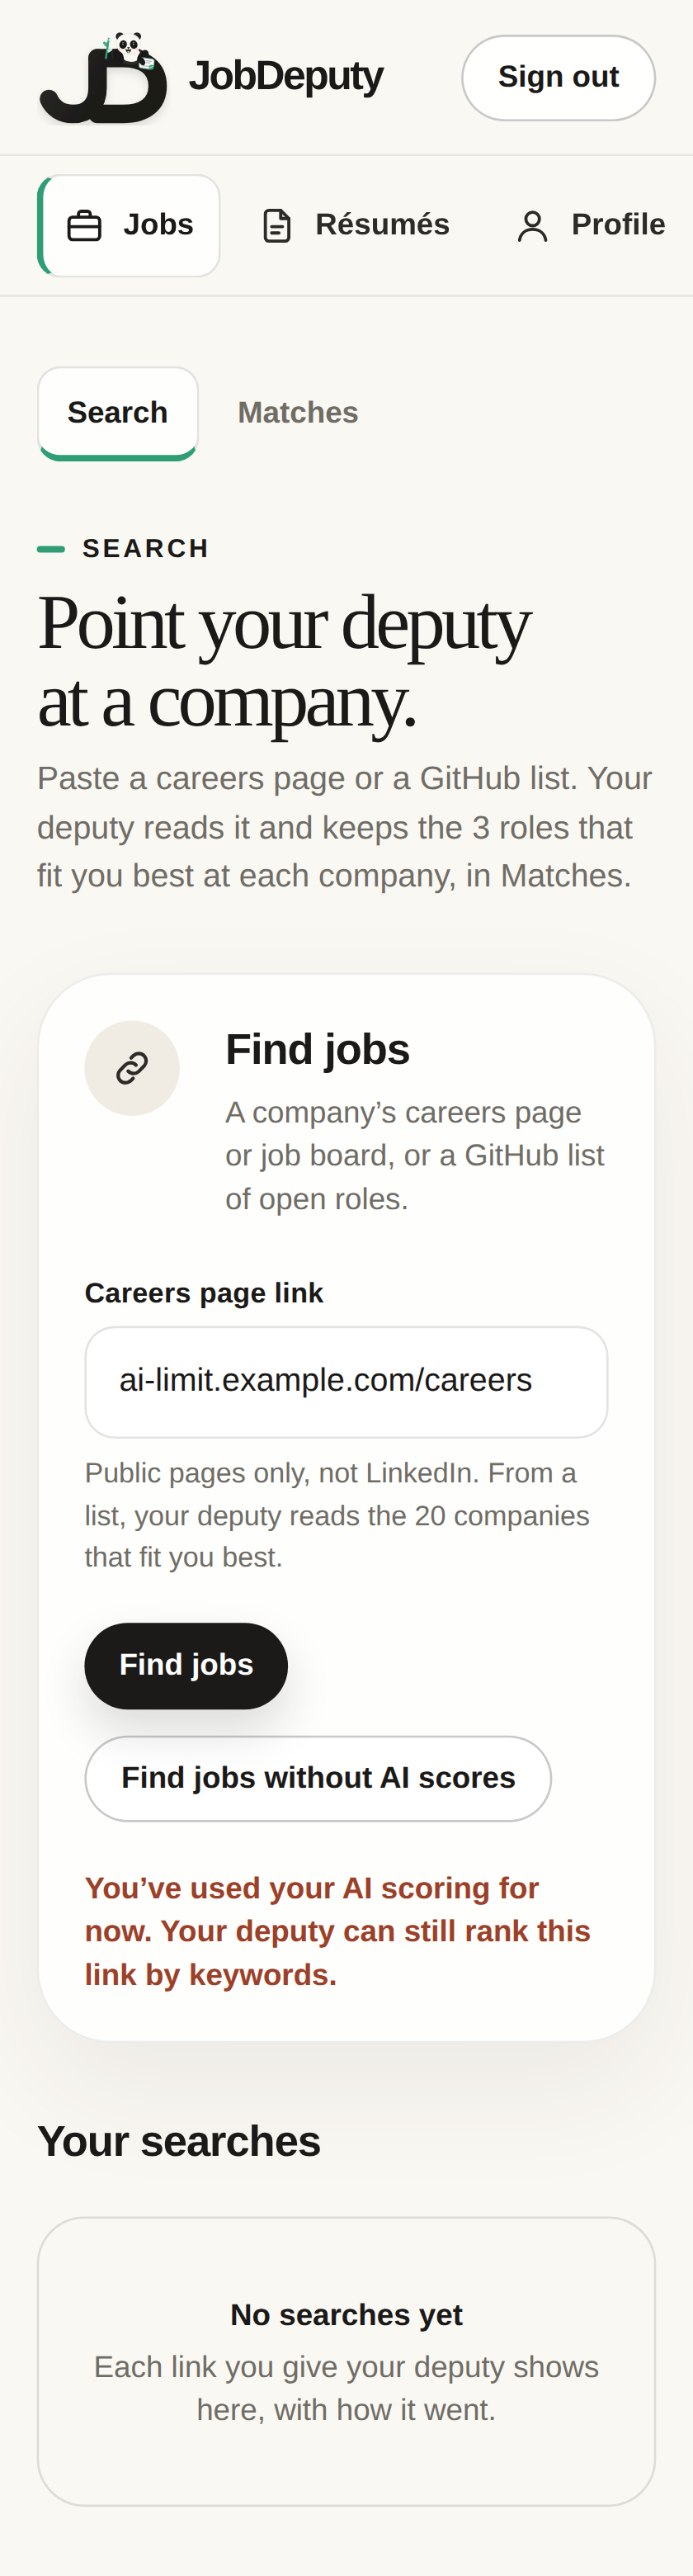 JobDeputy
Sign out
Jobs
Résumés
Profile
Search
Matches
SEARCH
Point your deputy
at a company.
Paste a careers page or a GitHub list. Your
deputy reads it and keeps the 3 roles that
fit you best at each company, in Matches.
Find jobs
A company’s careers page
or job board, or a GitHub list
of open roles.
Careers page link
ai-limit.example.com/careers
Public pages only, not LinkedIn. From a
list, your deputy reads the 20 companies
that fit you best.
Find jobs
Find jobs without AI scores
You’ve used your AI scoring for
now. Your deputy can still rank this
link by keywords.
Your searches
No searches yet
Each link you give your deputy shows
here, with how it went.